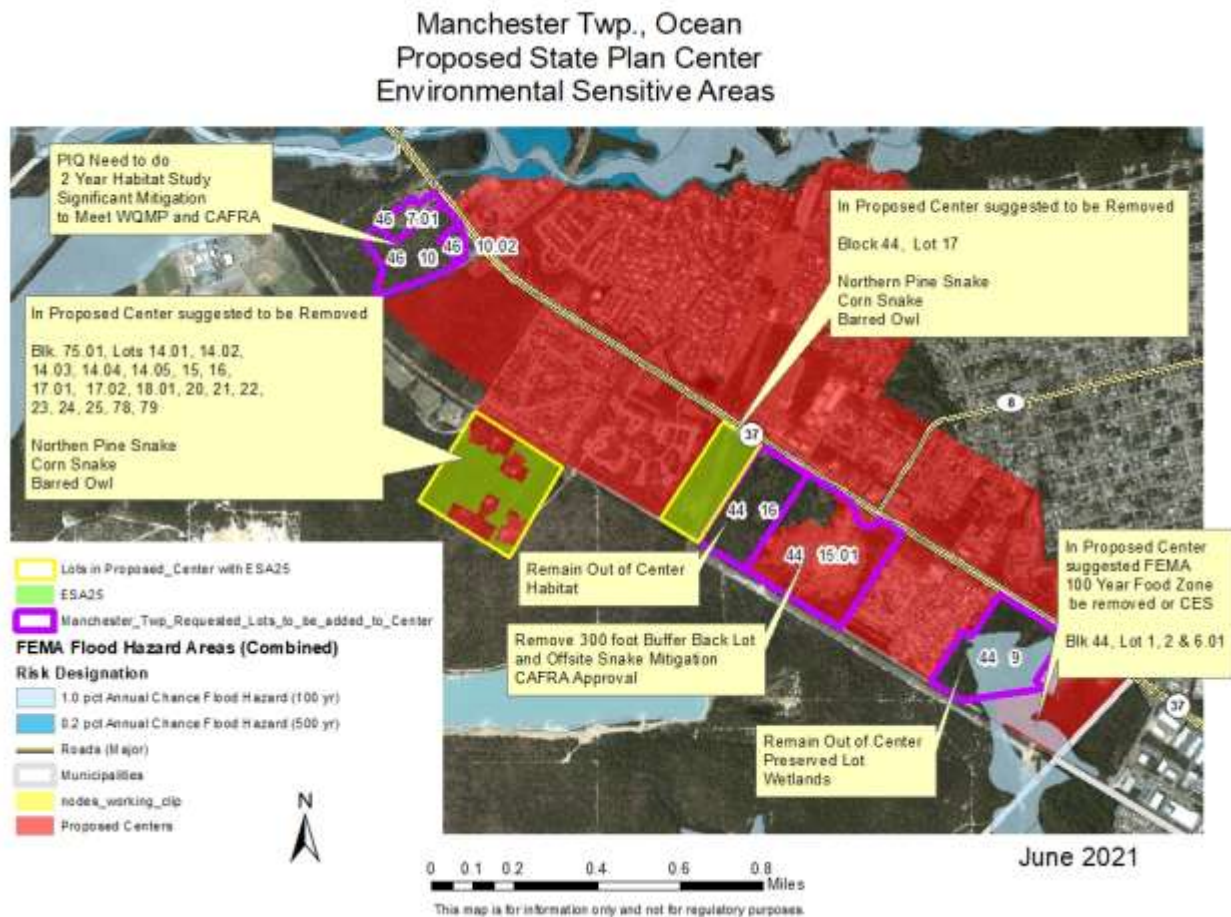 Manchester Twp., Ocean
Proposed State Plan Center
Environmental Sensitive Areas
PIQ Need to do
2 Year Habitat Study
Significant Mitigation
to Meet WQMP and CAFRA
46 7.01
46 10
46 10.02
In Proposed Center suggested to be Removed
Block 44, Lot 17
Northern Pine Snake
Corn Snake
Barred Owl
In Proposed Center suggested to be Removed
Blk. 75.01, Lots 14.01, 14.02,
14.03, 14.04, 14.05, 15, 16,
17.01, 17.02, 18.01, 20, 21, 22,
23, 24, 25, 78, 79
Northen Pine Snake
Corn Snake
Barred Owl
8
37
44 16
44 15.01
Remain Out of Center
Habitat
Remove 300 foot Buffer Back Lot
and Offsite Snake Mitigation
CAFRA Approval
In Proposed Center
suggested FEMA
100 Year Food Zone
be removed or CES
Blk 44, Lot 1, 2 & 6.01
44 9
37
Remain Out of Center
Preserved Lot
Wetlands
Lots in Proposed_Center with ESA25
ESA25
Manchester_Twp_Requested_Lots_to_be_added_to_Center
FEMA Flood Hazard Areas (Combined)
Risk Designation
1.0 pct Annual Chance Flood Hazard (100 yr)
0.2 pct Annual Chance Flood Hazard (500 yr)
Roads (Major)
Municipalities
nodes_working_clip
Proposed Centers
N
0 0.1 0.2 0.4 0.6 0.8
Miles
June 2021
This map is for information only and not for regulatory purposes.